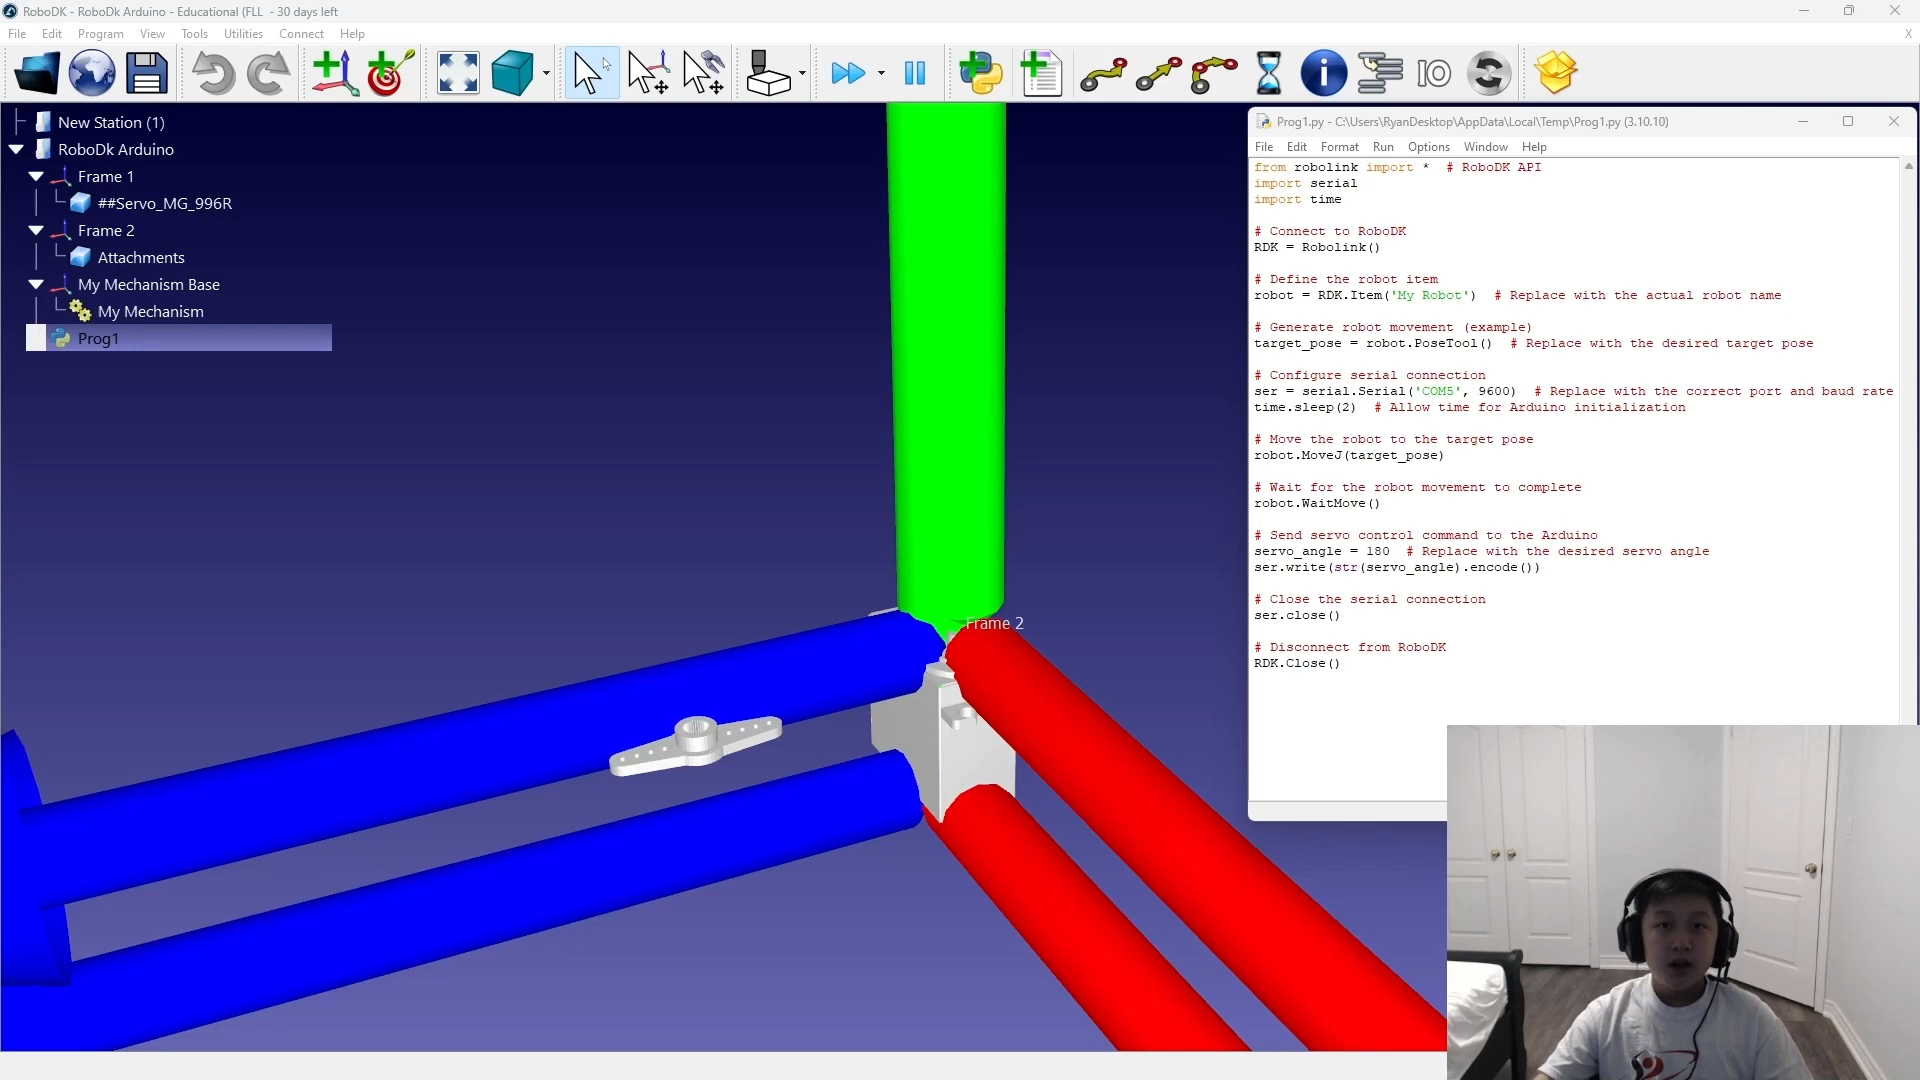 RoboDK - RoboDk Arduino - Educational (FLL - 30 days left
File Edit Program View Tools Utilities Connect Help
X
IO
New Station (1)
RoboDk Arduino
Frame 1
##Servo_MG_996R
Frame 2
Attachments
My Mechanism Base
My Mechanism
Prog1
Frame 2
Prog1.py - C:\Users\RyanDesktop\AppData\Local\Temp\Prog1.py (3.10.10)
File Edit Format Run Options Window Help
from robolink import * # RoboDK API
import serial
import time
# Connect to RoboDK
RDK = Robolink()
# Define the robot item
robot = RDK.Item('My Robot') # Replace with the actual robot name
# Generate robot movement (example)
target_pose = robot.PoseTool() # Replace with the desired target pose
# Configure serial connection
ser = serial.Serial('COM5', 9600) # Replace with the correct port and baud rate
time.sleep(2) # Allow time for Arduino initialization
# Move the robot to the target pose
robot.MoveJ(target_pose)
# Wait for the robot movement to complete
robot.WaitMove()
# Send servo control command to the Arduino
servo_angle = 180 # Replace with the desired servo angle
ser.write(str(servo_angle).encode())
# Close the serial connection
ser.close()
# Disconnect from RoboDK
RDK.Close()